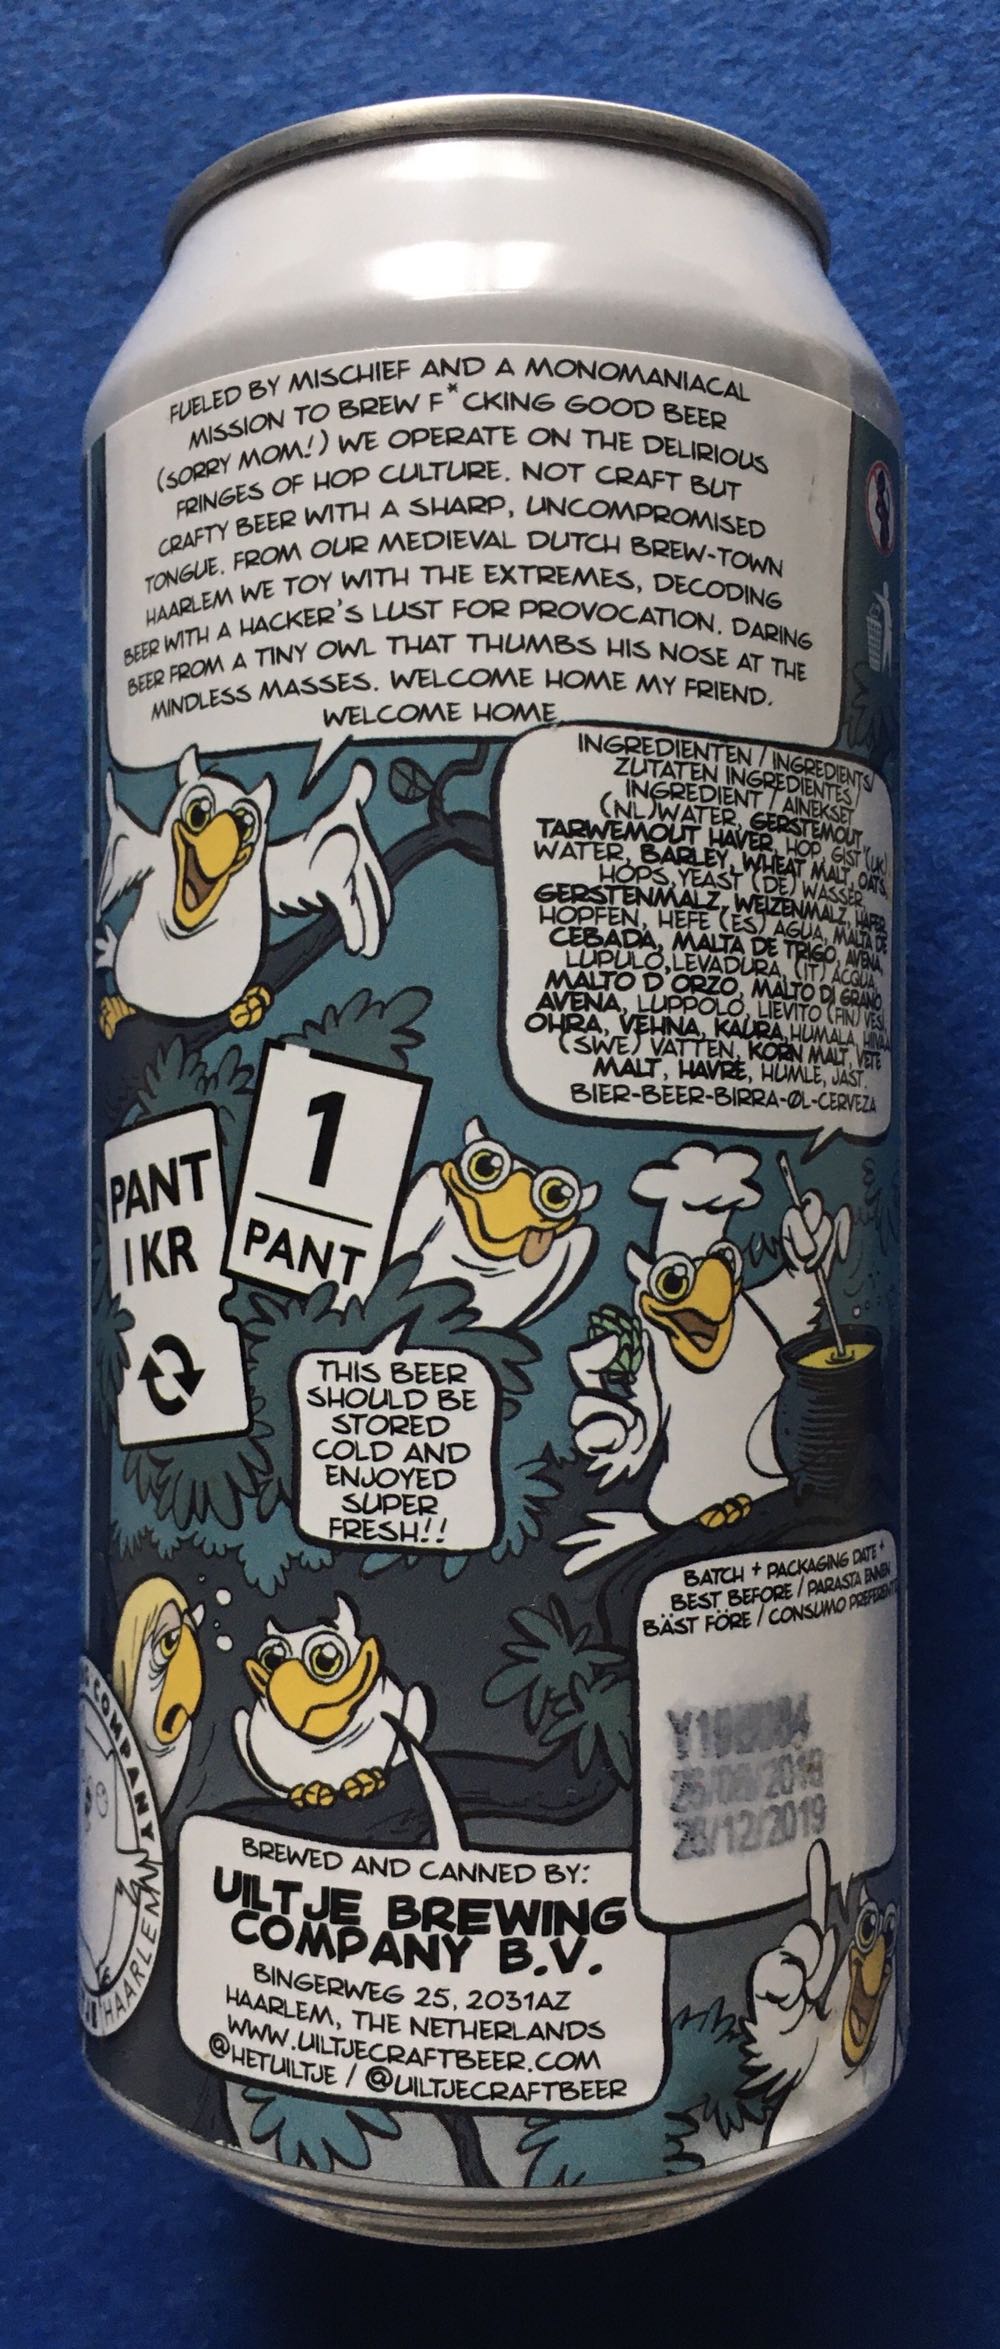 FUELED BY MISCHIEF AND A MONOMANIACAL
MISSION TO BREW F*CKING GOOD BEER
(SORRY MOM!) WE OPERATE ON THE DELIRIOUS
FRINGES OF HOP CULTURE. NOT CRAFT BUT
CRAFTY BEER WITH A SHARP, UNCOMPROMISED
TONGUE. FROM OUR MEDIEVAL DUTCH BREW-TOWN
HAARLEM WE TOY WITH THE EXTREMES, DECODING
BEER WITH A HACKER'S LUST FOR PROVOCATION. DARING
BEER FROM A TINY OWL THAT THUMBS HIS NOSE AT THE
MINDLESS MASSES. WELCOME HOME MY FRIEND.
WELCOME HOME
INGREDIENTEN / INGREDIENTS/
ZUTATEN INGREDIENTES/
INGREDIENT / AINEKSET
(NL)WATER, GERSTEMOUT,
TARWEMOUT HAVER, HOP, GIST (UK)
WATER, BARLEY, WHEAT MALT, OATS,
HOPS, YEAST (DE) WASSER,
GERSTENMALZ, WEIZENMALZ, HAFER,
HOPFEN, HEFE (ES) AGUA, MALTA DE
CEBADA, MALTA DE TRIGO, AVENA,
LUPULO, LEVADURA, (IT) ACQUA,
MALTO D ORZO, MALTO DI GRANO,
AVENA, LUPPOLO, LIEVITO (FIN) VESI,
OHRA, VEHNA, KAURA, HUMALA, HIIVAA
(SWE) VATTEN, KORN MALT, VETE
MALT, HAVRE, HUMLE, JAST.
BIER-BEER-BIRRA-ØL-CERVEZA
PANT
1 KR
1
PANT
THIS BEER
SHOULD BE
STORED
COLD AND
ENJOYED
SUPER
FRESH!!
BATCH + PACKAGING DATE +
BEST BEFORE / PARASTA ENNEN
BÄST FÖRE / CONSUMO PREFERENT
28/12/2019
COMPANY
HAARLEM
BREWED AND CANNED BY:
UILTJE BREWING
COMPANY B.V.
BINGERWEG 25, 2031AZ
HAARLEM, THE NETHERLANDS
WWW.UILTJECRAFTBEER.COM
@HETUILTJE / @UILTJECRAFTBEER